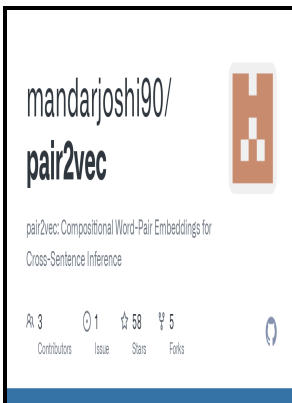 mandarjoshi90/
pair2vec
pair2vec: Compositional Word-Pair Embeddings for
Cross-Sentence Inference
3 1 58 5
Contributors Issue Stars Forks